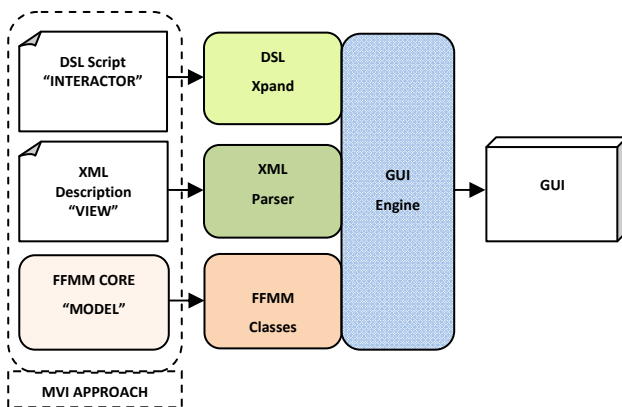 DSL Script
“INTERACTOR”
DSL
Xpand
XML
Description
“VIEW”
XML
Parser
GUI
Engine
GUI
FFMM CORE
“MODEL”
FFMM
Classes
MVI APPROACH